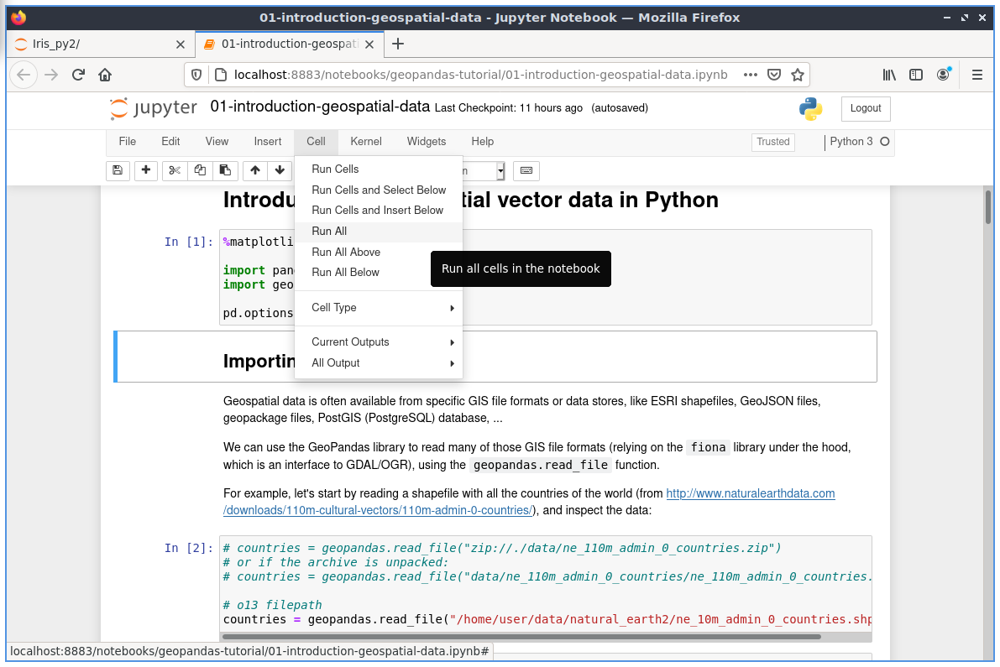 01-introduction-geospatial-data - Jupyter Notebook — Mozilla Firefox
Iris_py2/
01-introduction-geospati
localhost:8883/notebooks/geopandas-tutorial/01-introduction-geospatial-data.ipynb
jupyter 01-introduction-geospatial-data Last Checkpoint: 11 hours ago (autosaved)
Logout
File Edit View Insert Cell Kernel Widgets Help
Trusted
Python 3
Run Cells
Run Cells and Select Below
Run Cells and Insert Below
Run All
Run All Above
Run All Below
Cell Type
Current Outputs
All Output
Run all cells in the notebook
Introdu tial vector data in Python
In [1]:
%matplotli
import pan
import geo
pd.options
Importin
Geospatial data is often available from specific GIS file formats or data stores, like ESRI shapefiles, GeoJSON files,
geopackage files, PostGIS (PostgreSQL) database, ...
We can use the GeoPandas library to read many of those GIS file formats (relying on the fiona library under the hood,
which is an interface to GDAL/OGR), using the geopandas.read_file function.
For example, let's start by reading a shapefile with all the countries of the world (from http://www.naturalearthdata.com
/downloads/110m-cultural-vectors/110m-admin-0-countries/), and inspect the data:
In [2]:
# countries = geopandas.read_file("zip://./data/ne_110m_admin_0_countries.zip")
# or if the archive is unpacked:
# countries = geopandas.read_file("data/ne_110m_admin_0_countries/ne_110m_admin_0_countries.
# o13 filepath
countries = geopandas.read_file("/home/user/data/natural_earth2/ne_10m_admin_0_countries.shp
localhost:8883/notebooks/geopandas-tutorial/01-introduction-geospatial-data.ipynb#